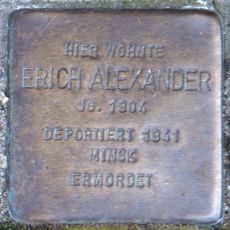 HIER WOHNTE
ERICH ALEXANDER
JG. 1904
DEPORTIERT 1941
MINSK
ERMORDET